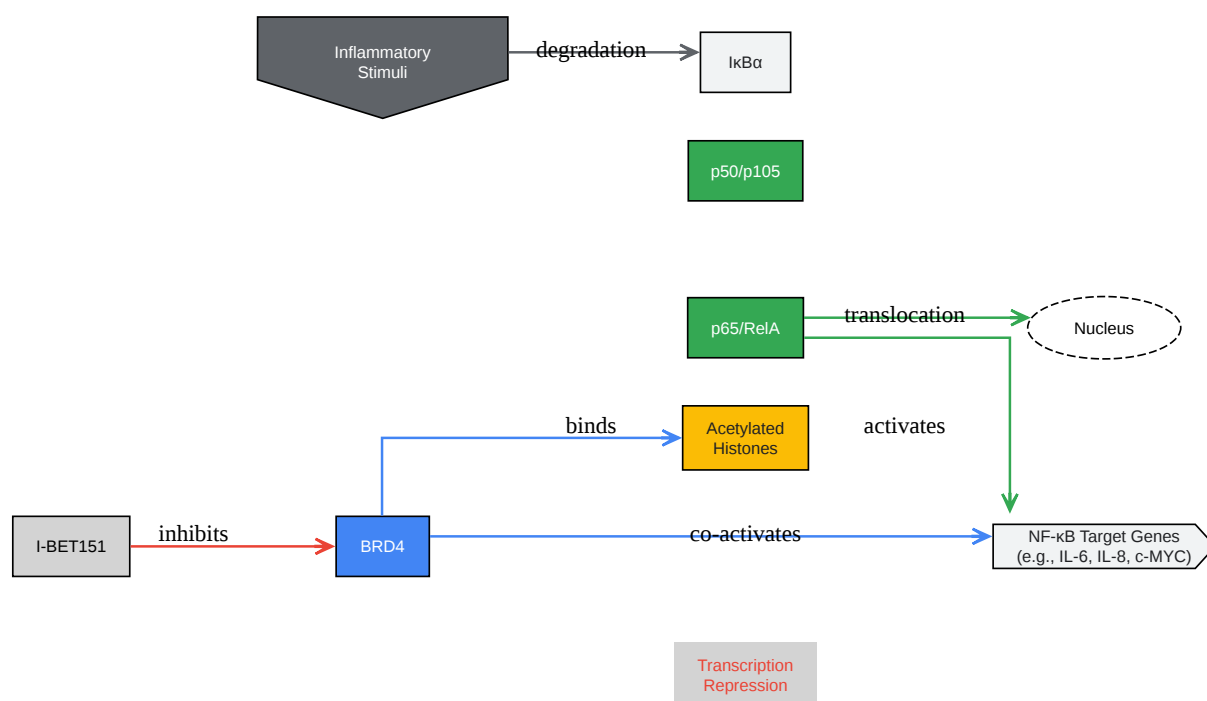 Inflammatory
Stimuli
degradation
IκBα
p50/p105
p65/RelA
translocation
Nucleus
binds
Acetylated
Histones
activates
I-BET151
inhibits
BRD4
co-activates
NF-κB Target Genes
(e.g., IL-6, IL-8, c-MYC)
Transcription
Repression